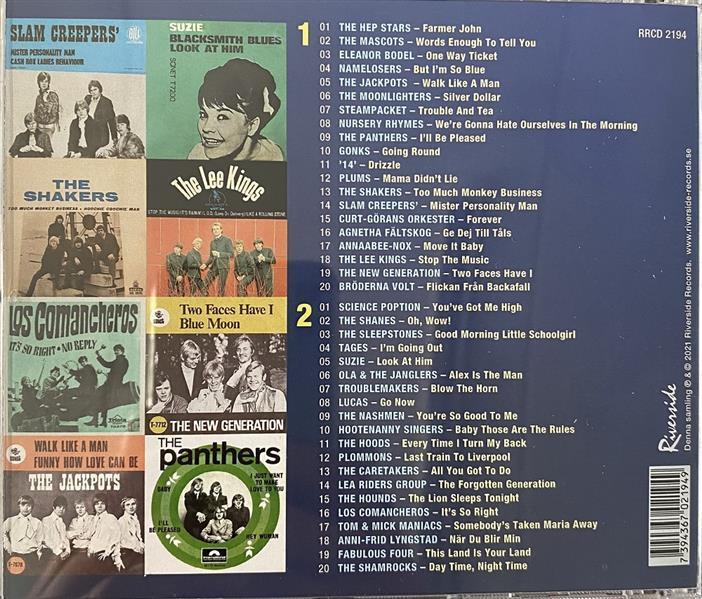 SLAM CREEPERS'
MISTER PERSONALITY MAN
CASH BOX LADIES BEHAVIOUR
SUZIE
BLACKSMITH BLUES
LOOK AT HIM
SONET T7200
THE
SHAKERS
TOO MUCH MONKEY BUSINESS • HOOCHIE COOCHIE MAN
The Lee Kings
STOP THE MUSIC
LIKE A ROLLING STONE
Los Comancheros
IT'S SO RIGHT • NO REPLY
Two Faces Have I
Blue Moon
T-7712 THE NEW GENERATION
WALK LIKE A MAN
FUNNY HOW LOVE CAN BE
THE JACKPOTS
T-7678
THE
panthers
BABY
I JUST
WANT TO
MAKE
LOVE TO YOU
I'LL
BE PLEASED
HEY WOMAN
1
01 THE HEP STARS – Farmer John
02 THE MASCOTS – Words Enough To Tell You
03 ELEANOR BODEL – One Way Ticket
04 NAMELOSERS – But I'm So Blue
05 THE JACKPOTS – Walk Like A Man
06 THE MOONLIGHTERS – Silver Dollar
07 STEAMPACKET – Trouble And Tea
08 NURSERY RHYMES – We're Gonna Hate Ourselves In The Morning
09 THE PANTHERS – I'll Be Pleased
10 GONKS – Going Round
11 '14' – Drizzle
12 PLUMS – Mama Didn't Lie
13 THE SHAKERS – Too Much Monkey Business
14 SLAM CREEPERS' – Mister Personality Man
15 CURT-GÖRANS ORKESTER – Forever
16 AGNETHA FÄLTSKOG – Ge Dej Till Tåls
17 ANNAABEE-NOX – Move It Baby
18 THE LEE KINGS – Stop The Music
19 THE NEW GENERATION – Two Faces Have I
20 BRÖDERNA VOLT – Flickan Från Backafall
2
01 SCIENCE POPTION – You've Got Me High
02 THE SHANES – Oh, Wow!
03 THE SLEEPSTONES – Good Morning Little Schoolgirl
04 TAGES – I'm Going Out
05 SUZIE – Look At Him
06 OLA & THE JANGLERS – Alex Is The Man
07 TROUBLEMAKERS – Blow The Horn
08 LUCAS – Go Now
09 THE NASHMEN – You're So Good To Me
10 HOOTENANNY SINGERS – Baby Those Are The Rules
11 THE HOODS – Every Time I Turn My Back
12 PLOMMONS – Last Train To Liverpool
13 THE CARETAKERS – All You Got To Do
14 LEA RIDERS GROUP – The Forgotten Generation
15 THE HOUNDS – The Lion Sleeps Tonight
16 LOS COMANCHEROS – It's So Right
17 TOM & MICK MANIACS – Somebody's Taken Maria Away
18 ANNI-FRID LYNGSTAD – När Du Blir Min
19 FABULOUS FOUR – This Land Is Your Land
20 THE SHAMROCKS – Day Time, Night Time
RRCD 2194
Riverside
Denna samling ℗ & © 2021 Riverside Records. www.riverside-records.se
7 394367 021949